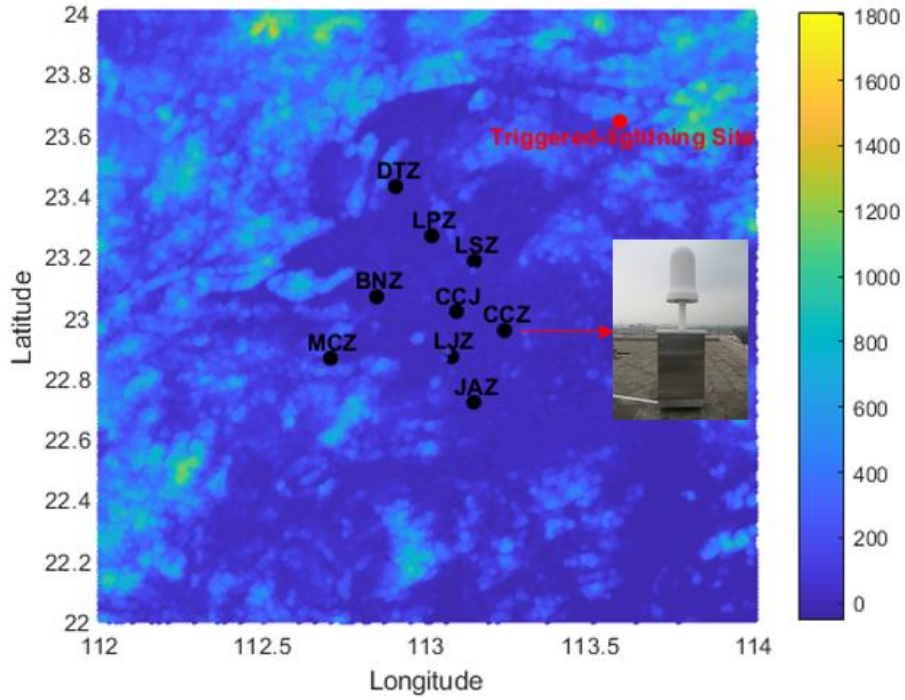 24
23.8
23.6
23.4
23.2
23
22.8
22.6
22.4
22.2
22
Latitude
112
112.5
113
113.5
114
Longitude
Triggered-lightning Site
DTZ
LPZ
LSZ
BNZ
CCJ
CCZ
MCZ
LJZ
JAZ
1800
1600
1400
1200
1000
800
600
400
200
0